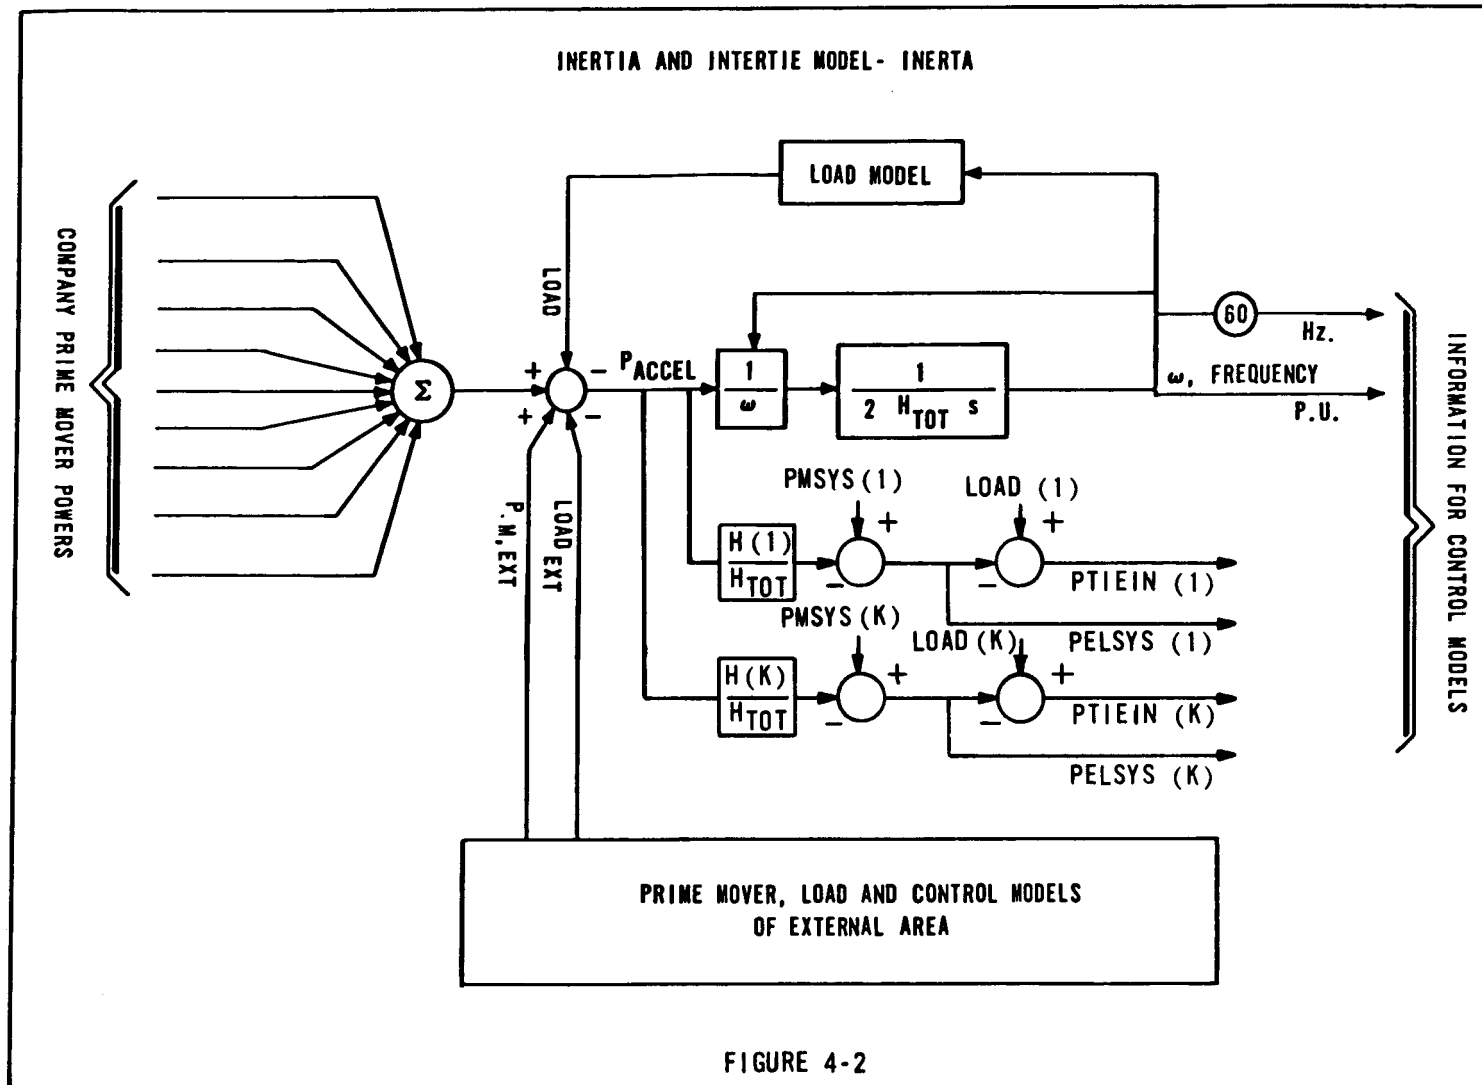 INERTIA AND INTERTIE MODEL- INERTA
LOAD MODEL
COMPANY PRIME MOVER POWERS
LOAD
Σ
+
−
+
−
PACCEL
1
ω
1
2 HTOT s
60
Hz.
ω, FREQUENCY
P.U.
INFORMATION FOR CONTROL MODELS
P.M,EXT
LOADEXT
PMSYS(1)
LOAD (1)
H(1)
HTOT
+
−
+
−
PTIEIN (1)
PELSYS (1)
PMSYS(K)
LOAD(K)
H(K)
HTOT
+
−
+
−
PTIEIN (K)
PELSYS (K)
PRIME MOVER, LOAD AND CONTROL MODELS
OF EXTERNAL AREA
FIGURE 4-2